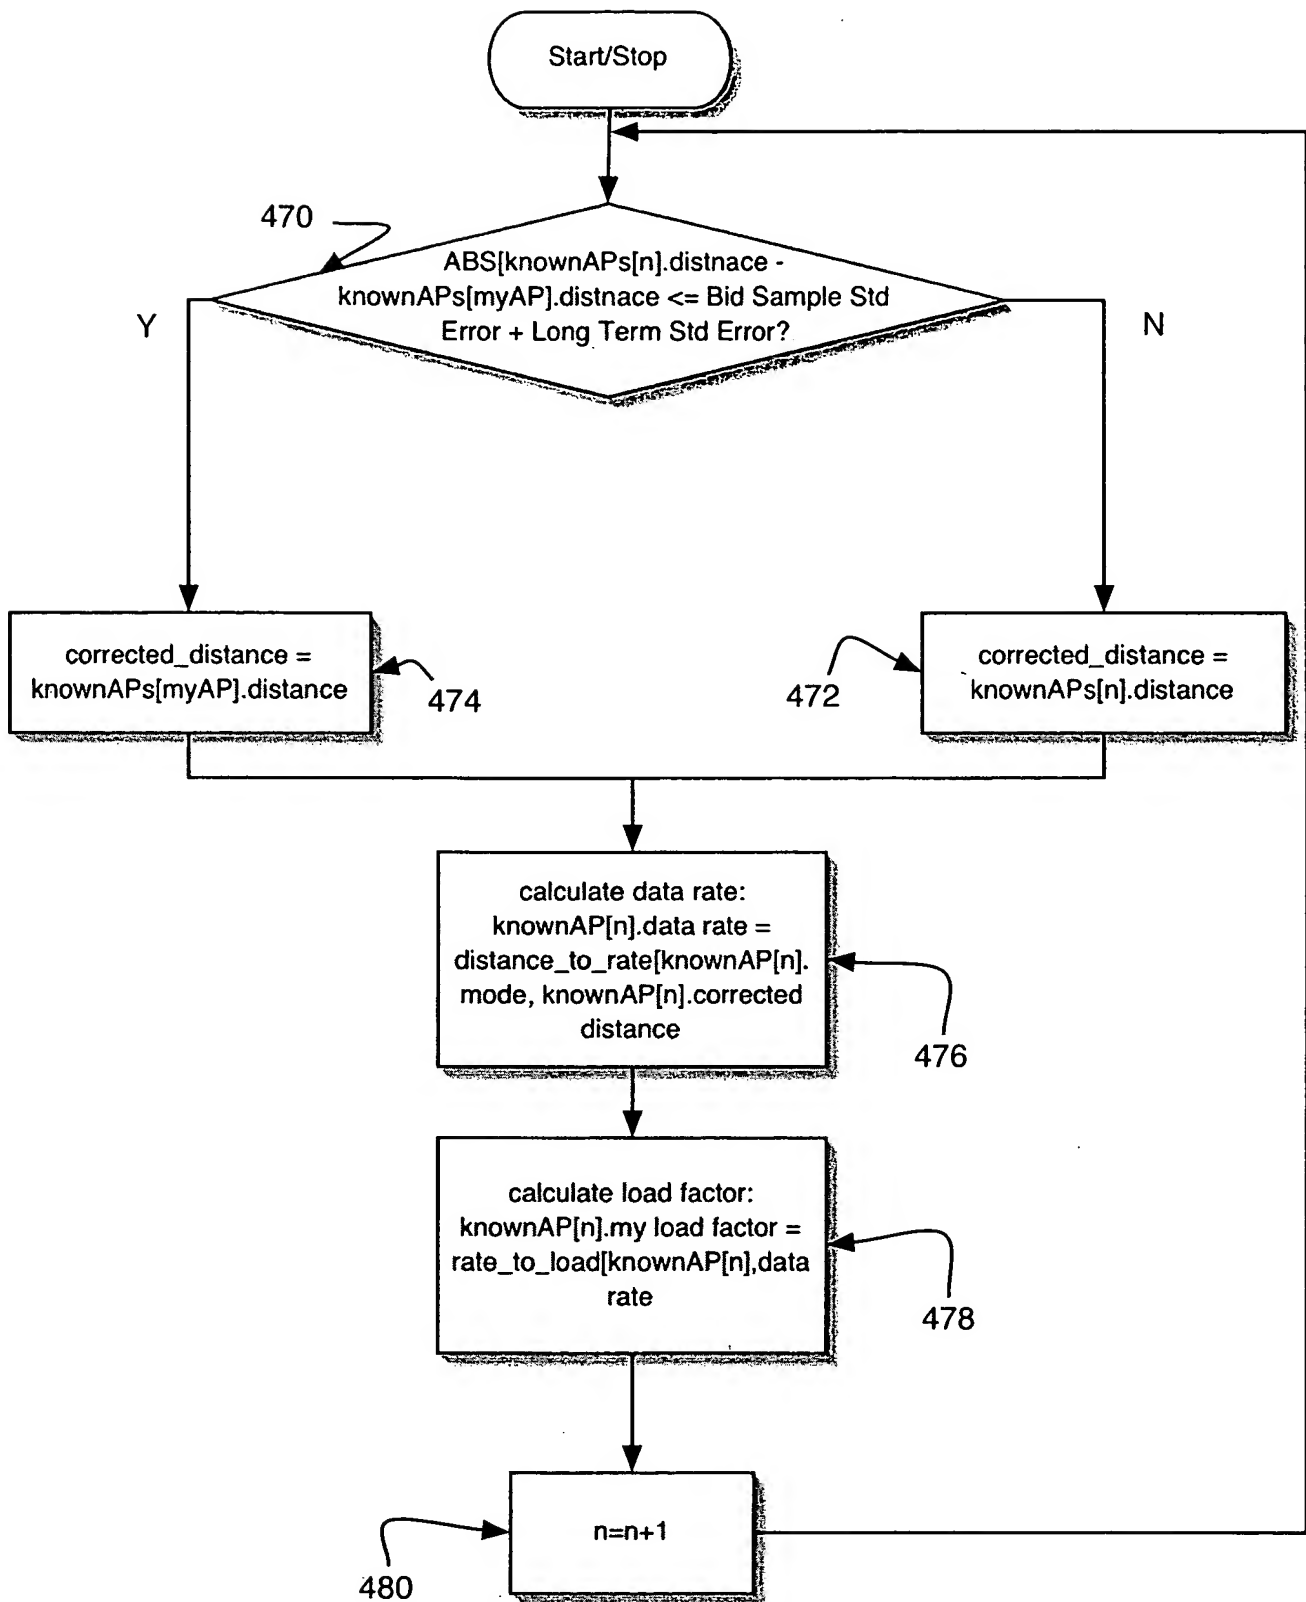 Start/Stop
470
ABS[knownAPs[n].distnace -
knownAPs[myAP].distnace <= Bid Sample Std
Error + Long Term Std Error?
Y
N
corrected_distance =
knownAPs[myAP].distance
474
472
corrected_distance =
knownAPs[n].distance
calculate data rate:
knownAP[n].data rate =
distance_to_rate[knownAP[n].
mode, knownAP[n].corrected
distance
476
calculate load factor:
knownAP[n].my load factor =
rate_to_load[knownAP[n],data
rate
478
n=n+1
480